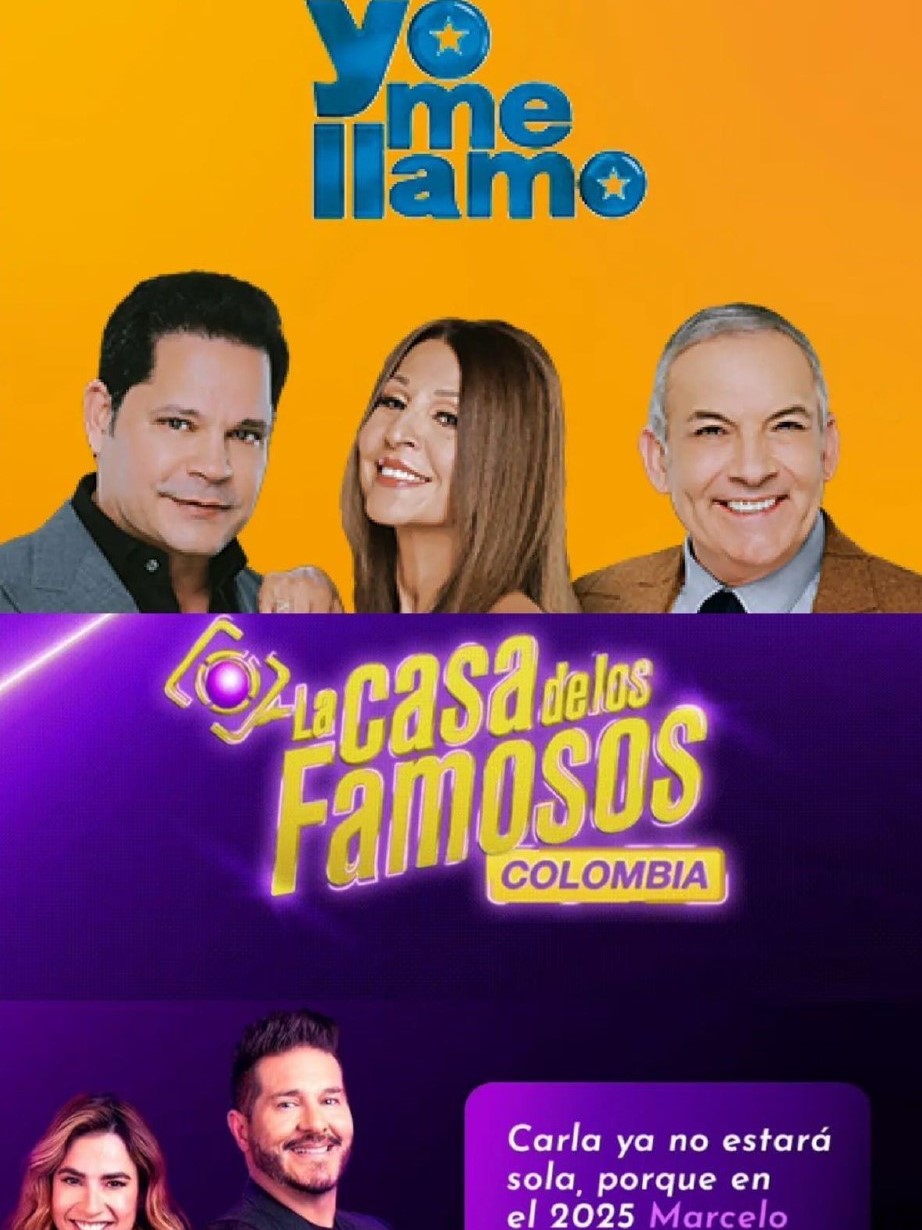 yo
me
llamo
La casa de los
Famosos
COLOMBIA
Carla ya no estará
sola, porque en
el 2025 Marcelo